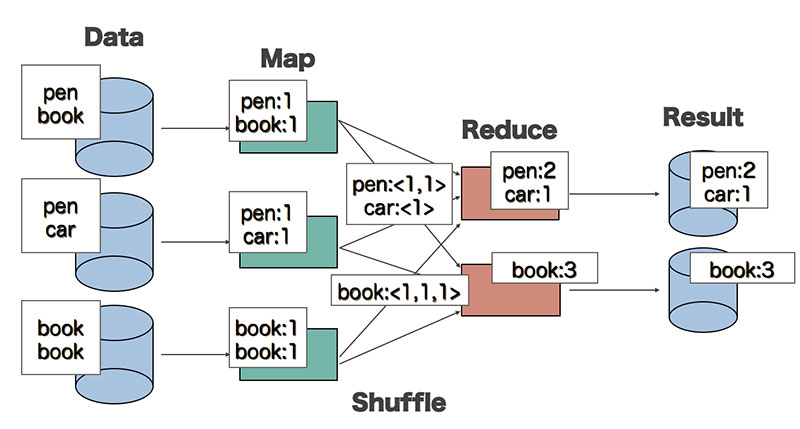 Data
Map
Reduce
Result
Shuffle
pen
book
pen
car
book
book
pen:1
book:1
pen:1
car:1
book:1
book:1
pen:<1,1>
car:<1>
book:<1,1,1>
pen:2
car:1
book:3
pen:2
car:1
book:3